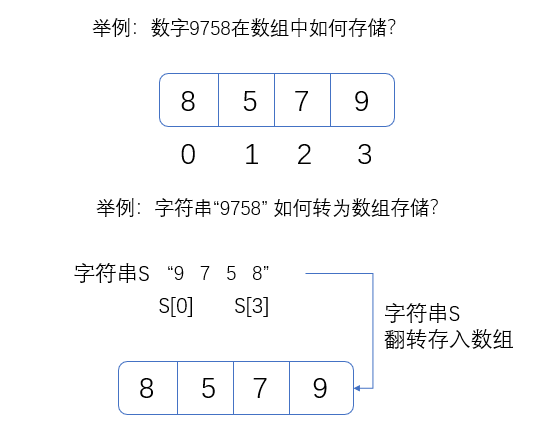 举例：数字9758在数组中如何存储？
8 5 7 9
0 1 2 3
举例：字符串“9758” 如何转为数组存储？
字符串S “9 7 5 8”
S[0] S[3]
字符串S
翻转存入数组
8 5 7 9